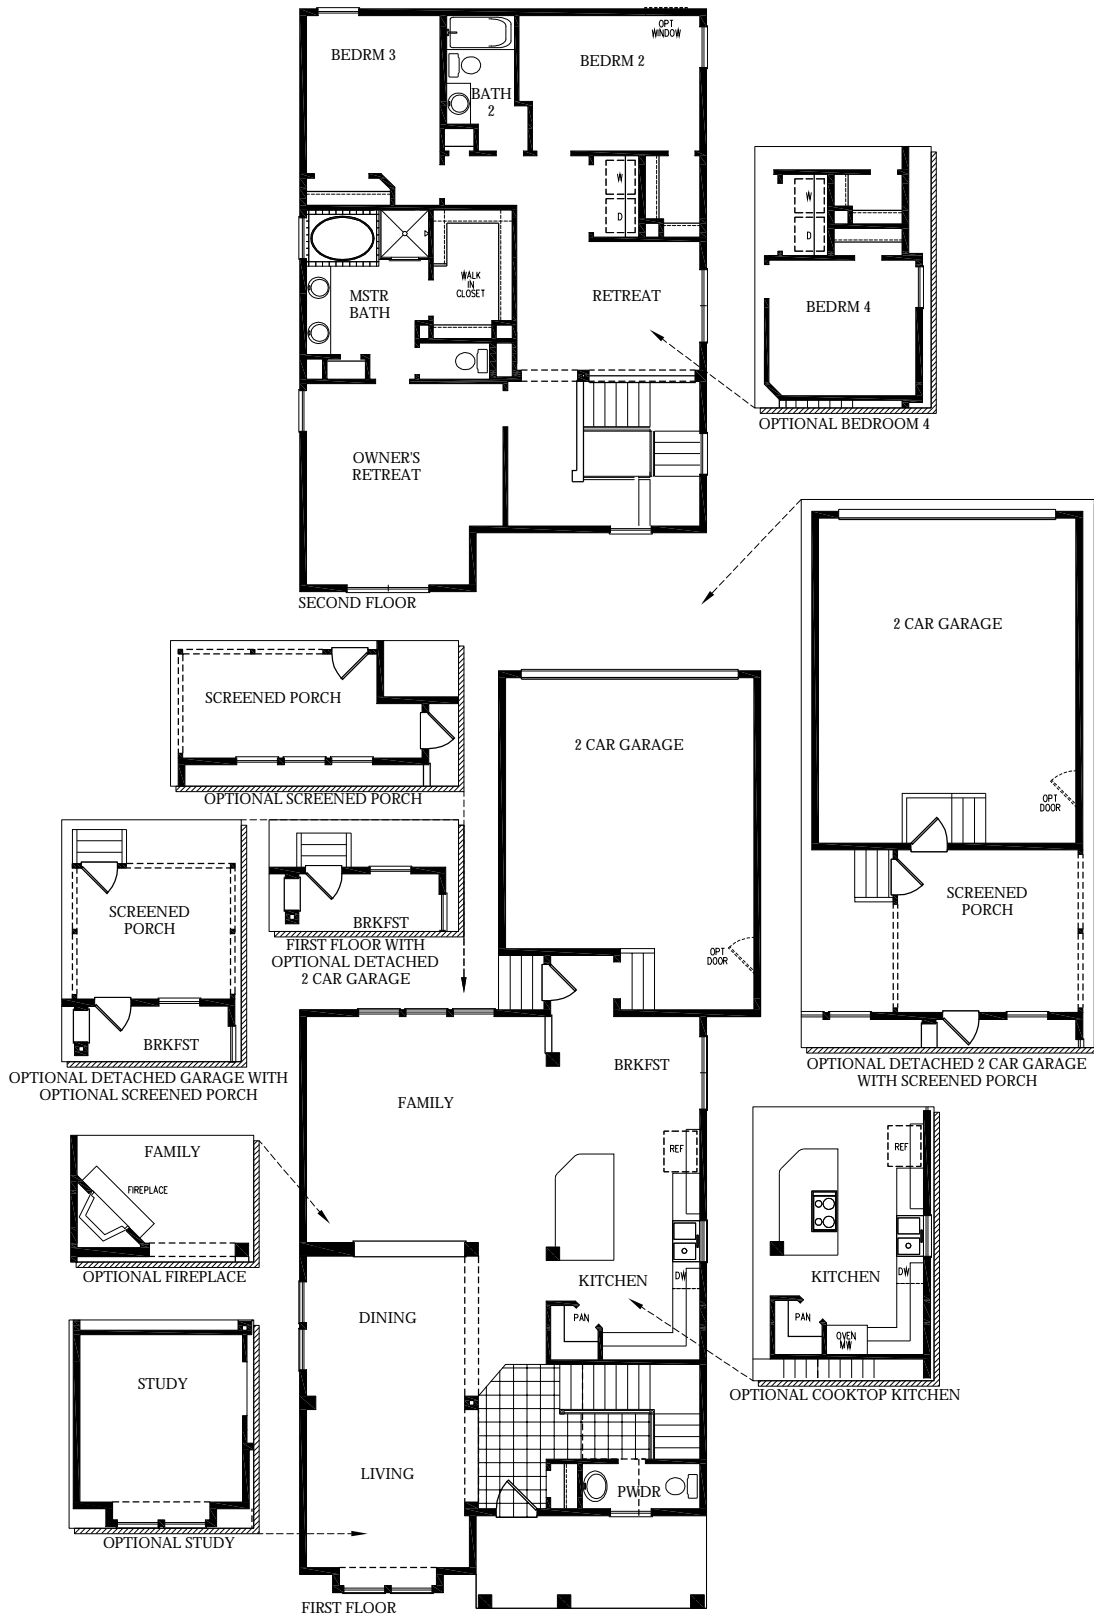 BEDRM 3
OPT
WINDOW
BEDRM 2
BATH
2
W
D
WALK
IN
CLOSET
MSTR
BATH
RETREAT
OWNER'S
RETREAT
SECOND FLOOR
W
D
BEDRM 4
OPTIONAL BEDROOM 4
2 CAR GARAGE
OPT
DOOR
SCREENED
PORCH
OPTIONAL DETACHED 2 CAR GARAGE
WITH SCREENED PORCH
SCREENED PORCH
OPTIONAL SCREENED PORCH
SCREENED
PORCH
BRKFST
OPTIONAL DETACHED GARAGE WITH
OPTIONAL SCREENED PORCH
BRKFST
FIRST FLOOR WITH
OPTIONAL DETACHED
2 CAR GARAGE
2 CAR GARAGE
OPT
DOOR
BRKFST
FAMILY
REF
KITCHEN
DW
PAN
DINING
LIVING
PWDR
FIRST FLOOR
FAMILY
FIREPLACE
OPTIONAL FIREPLACE
STUDY
OPTIONAL STUDY
REF
KITCHEN
DW
PAN
OVEN
MW
OPTIONAL COOKTOP KITCHEN